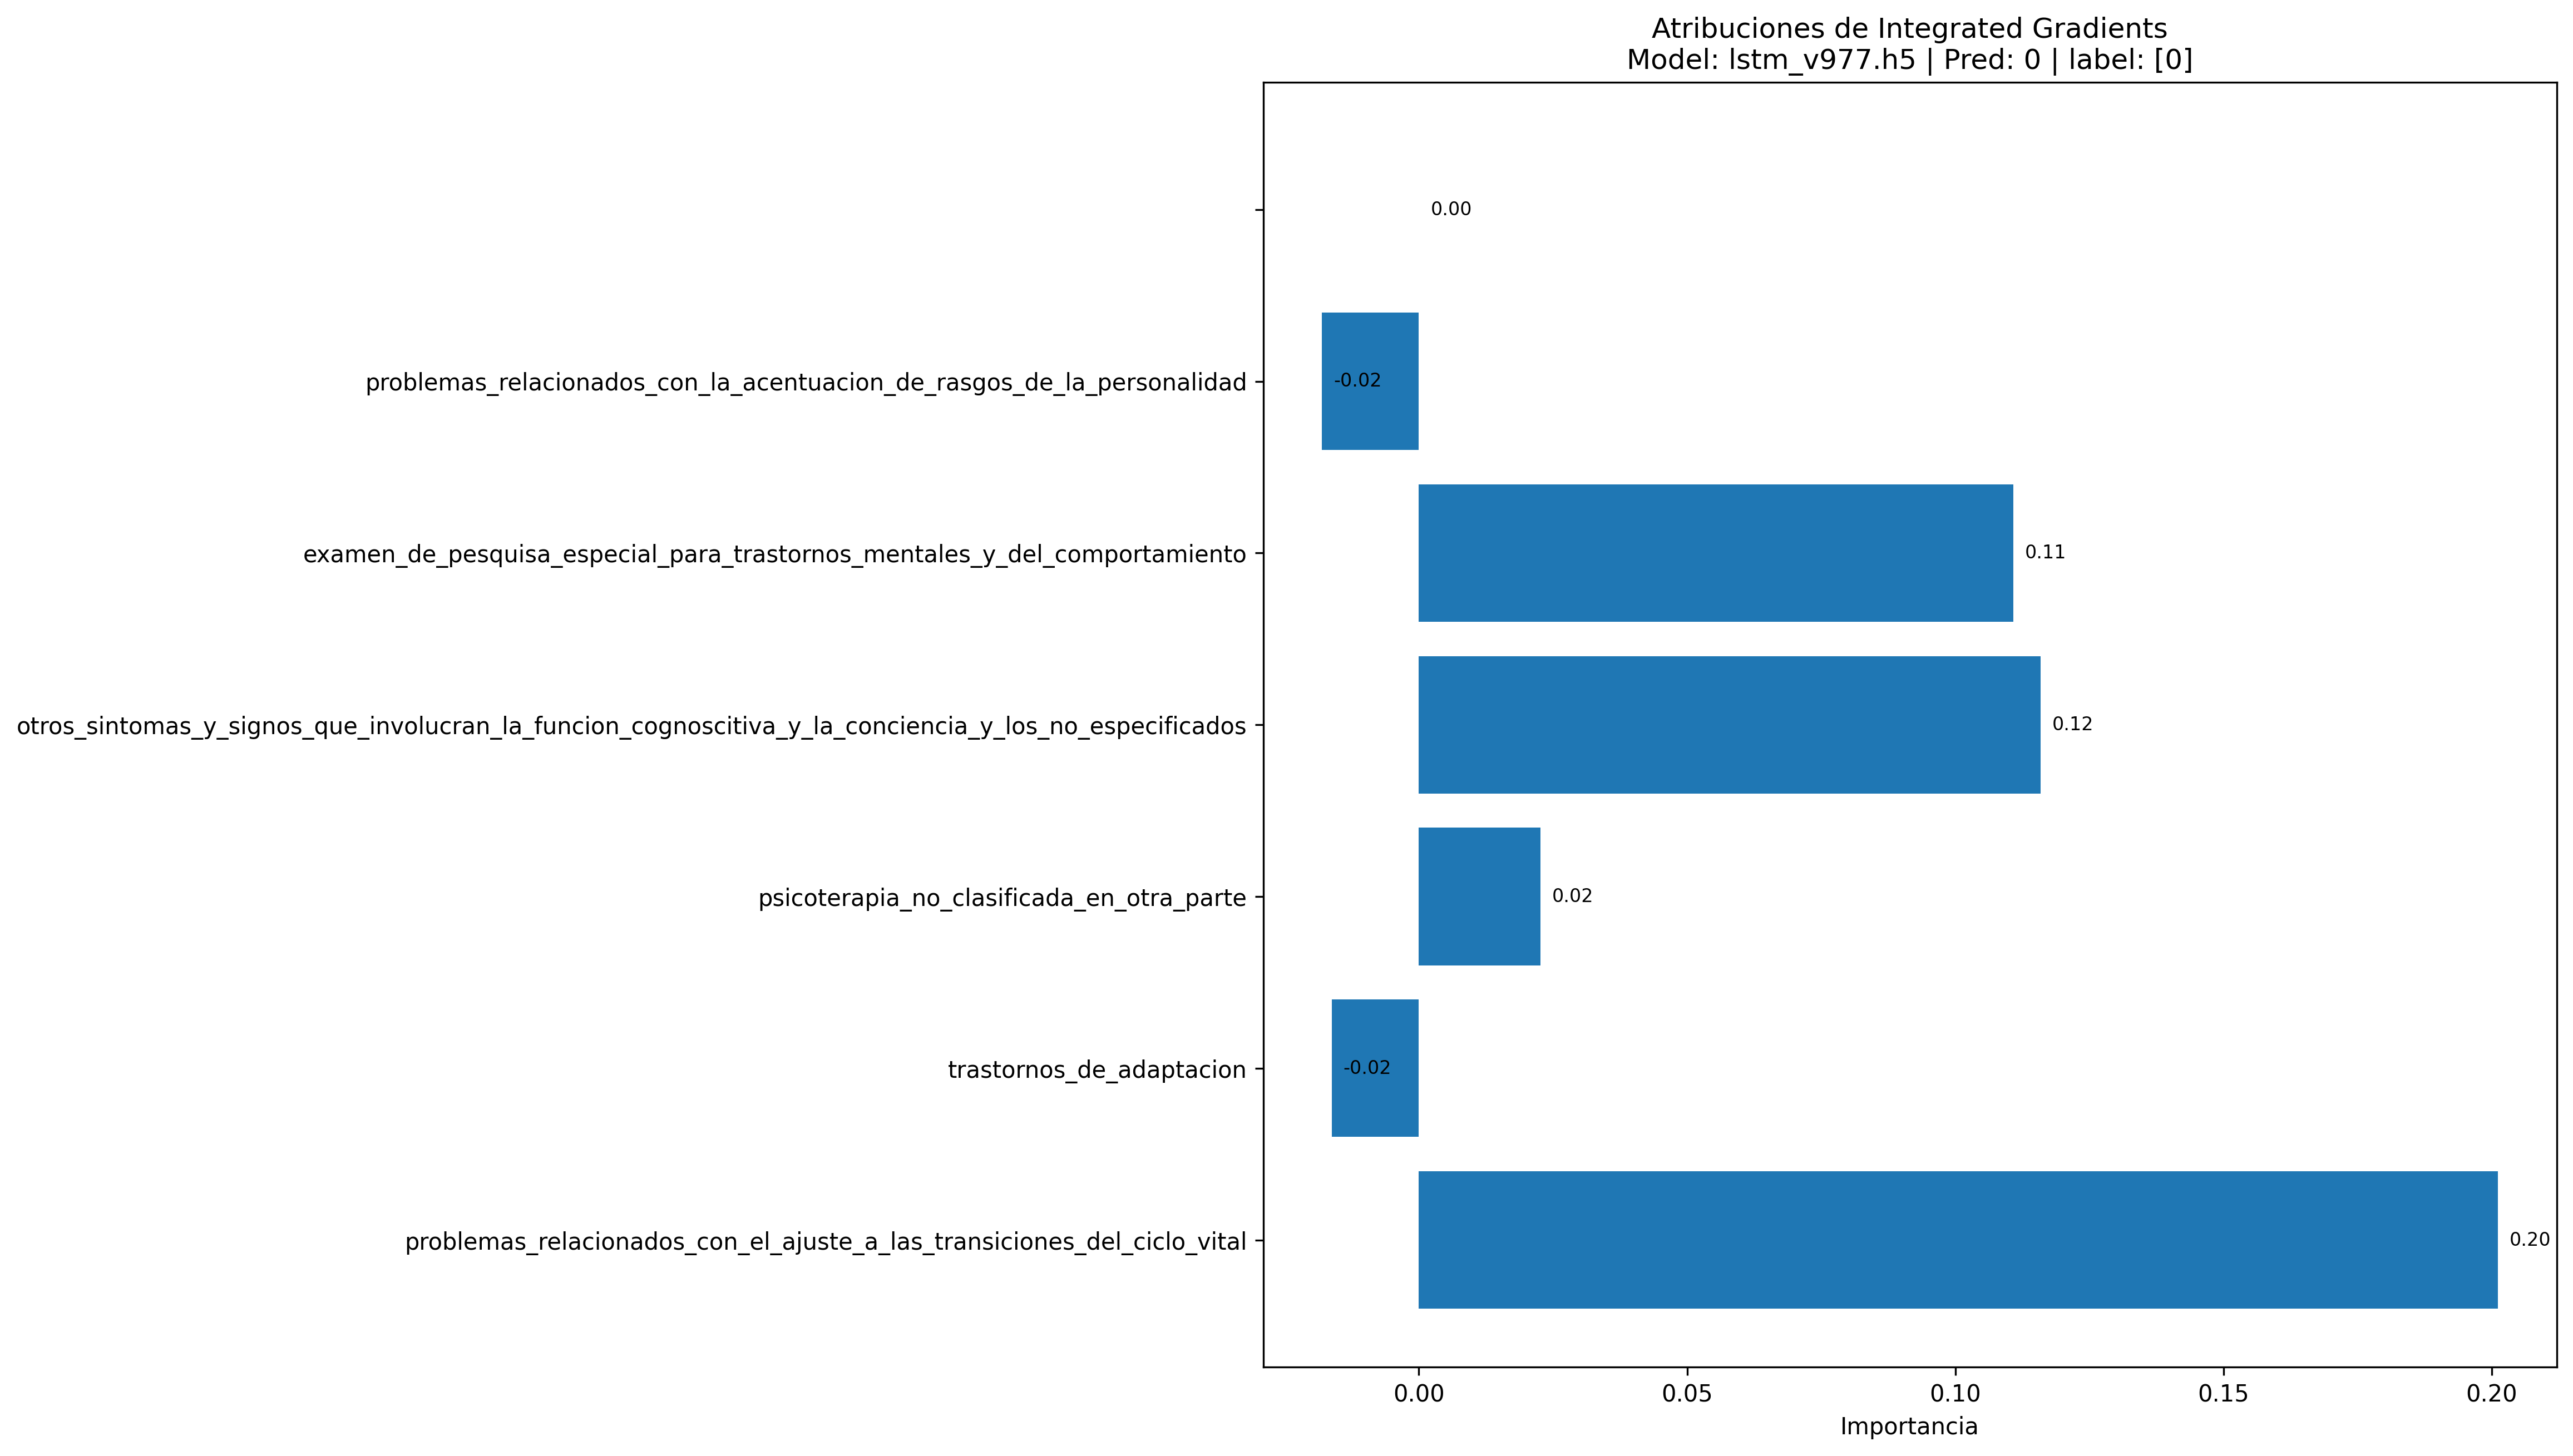 Atribuciones de Integrated Gradients
Model: lstm_v977.h5 | Pred: 0 | label: [0]
0.00
problemas_relacionados_con_la_acentuacion_de_rasgos_de_la_personalidad
-0.02
examen_de_pesquisa_especial_para_trastornos_mentales_y_del_comportamiento
0.11
otros_sintomas_y_signos_que_involucran_la_funcion_cognoscitiva_y_la_conciencia_y_los_no_especificados
0.12
psicoterapia_no_clasificada_en_otra_parte
0.02
trastornos_de_adaptacion
-0.02
problemas_relacionados_con_el_ajuste_a_las_transiciones_del_ciclo_vital
0.20
0.00 0.05 0.10 0.15 0.20
Importancia